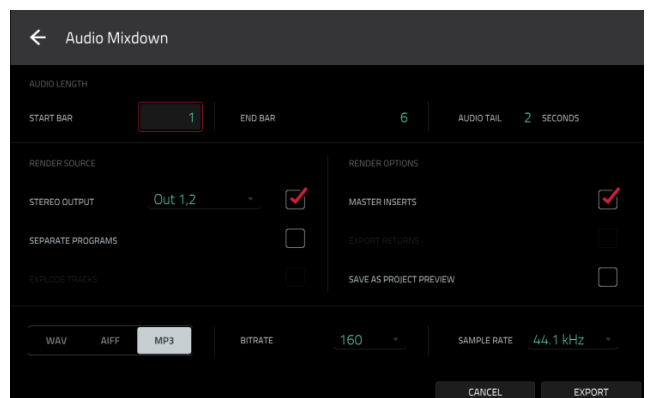 Audio Mixdown
AUDIO LENGTH
START BAR 1 END BAR 6 AUDIO TAIL 2 SECONDS
RENDER SOURCE RENDER OPTIONS
STEREO OUTPUT Out 1,2 MASTER INSERTS
SEPARATE PROGRAMS EXPORT RETURNS
EXPLODE TRACKS SAVE AS PROJECT PREVIEW
WAV AIFF MP3 BITRATE 160 SAMPLE RATE 44.1 kHz
CANCEL EXPORT